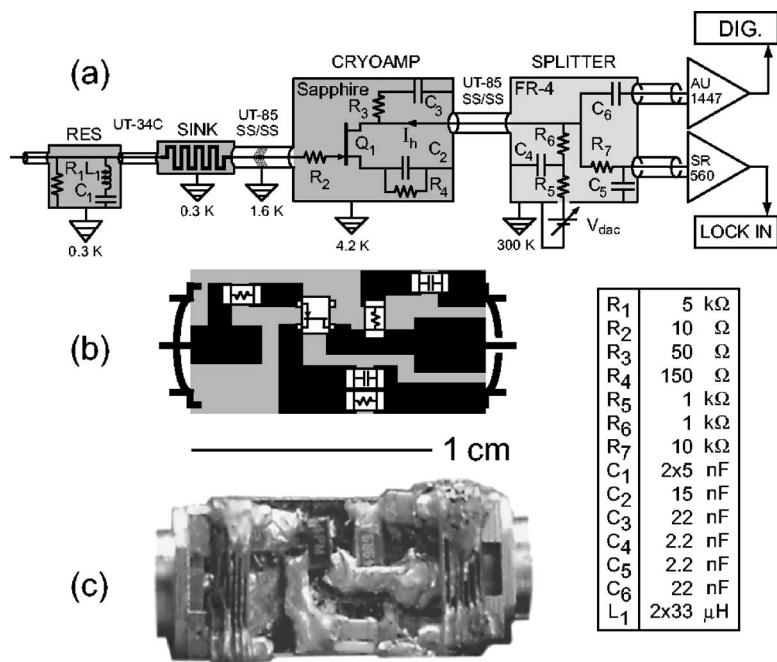 (a)
CRYOAMP
SPLITTER
DIG.
RES
UT-34C
SINK
UT-85
SS/SS
Sapphire
R3
C3
Q1
Ih
C2
R2
R4
UT-85
SS/SS
FR-4
C6
R6
R7
C4
R5
C5
AU
1447
SR
560
R1
L1
C1
0.3 K
0.3 K
1.6 K
4.2 K
300 K
Vdac
LOCK IN
(b)
1 cm
(c)
R1 5 kΩ
R2 10 Ω
R3 50 Ω
R4 150 Ω
R5 1 kΩ
R6 1 kΩ
R7 10 kΩ
C1 2x5 nF
C2 15 nF
C3 22 nF
C4 2.2 nF
C5 2.2 nF
C6 22 nF
L1 2x33 μH